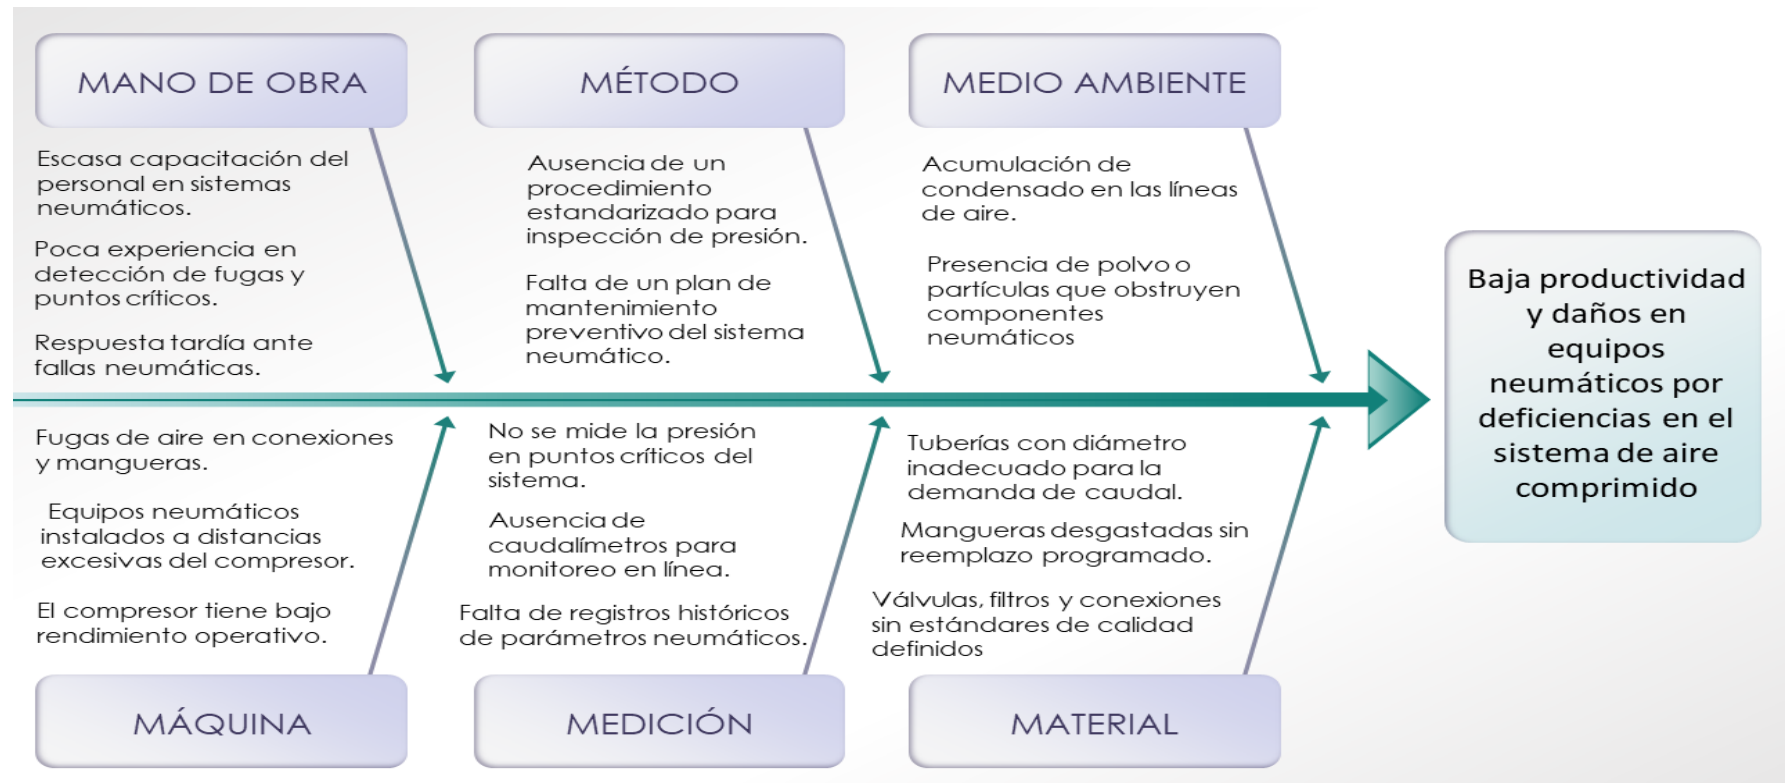 MANO DE OBRA
Escasa capacitación del
personal en sistemas
neumáticos.
Poca experiencia en
detección de fugas y
puntos críticos.
Respuesta tardía ante
fallas neumáticas.
MÉTODO
Ausencia de un
procedimiento
estandarizado para
inspección de presión.
Falta de un plan de
mantenimiento
preventivo del sistema
neumático.
MEDIO AMBIENTE
Acumulación de
condensado en las líneas
de aire.
Presencia de polvo o
partículas que obstruyen
componentes
neumáticos
Fugas de aire en conexiones
y mangueras.
Equipos neumáticos
instalados a distancias
excesivas del compresor.
El compresor tiene bajo
rendimiento operativo.
MÁQUINA
No se mide la presión
en puntos críticos del
sistema.
Ausencia de
caudalímetros para
monitoreo en línea.
Falta de registros históricos
de parámetros neumáticos.
MEDICIÓN
Tuberías con diámetro
inadecuado para la
demanda de caudal.
Mangueras desgastadas sin
reemplazo programado.
Válvulas, filtros y conexiones
sin estándares de calidad
definidos
MATERIAL
Baja productividad
y daños en
equipos
neumáticos por
deficiencias en el
sistema de aire
comprimido